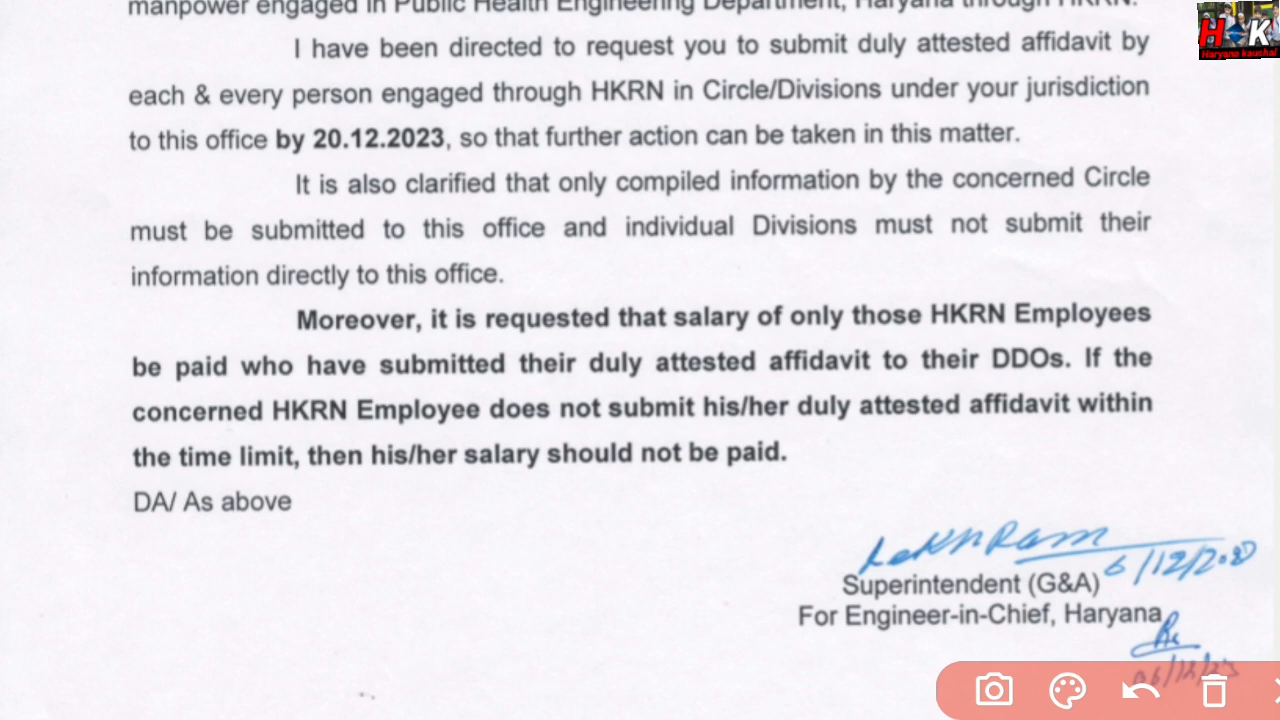 manpower engaged in Public Health Engineering Department, Haryana through HKRN.
I have been directed to request you to submit duly attested affidavit by
each & every person engaged through HKRN in Circle/Divisions under your jurisdiction
to this office by 20.12.2023, so that further action can be taken in this matter.
It is also clarified that only compiled information by the concerned Circle
must be submitted to this office and individual Divisions must not submit their
information directly to this office.
Moreover, it is requested that salary of only those HKRN Employees
be paid who have submitted their duly attested affidavit to their DDOs. If the
concerned HKRN Employee does not submit his/her duly attested affidavit within
the time limit, then his/her salary should not be paid.
DA/ As above
LekhRam
Superintendent (G&A)
For Engineer-in-Chief, Haryana
06/12/23
H K
Haryana kaushal